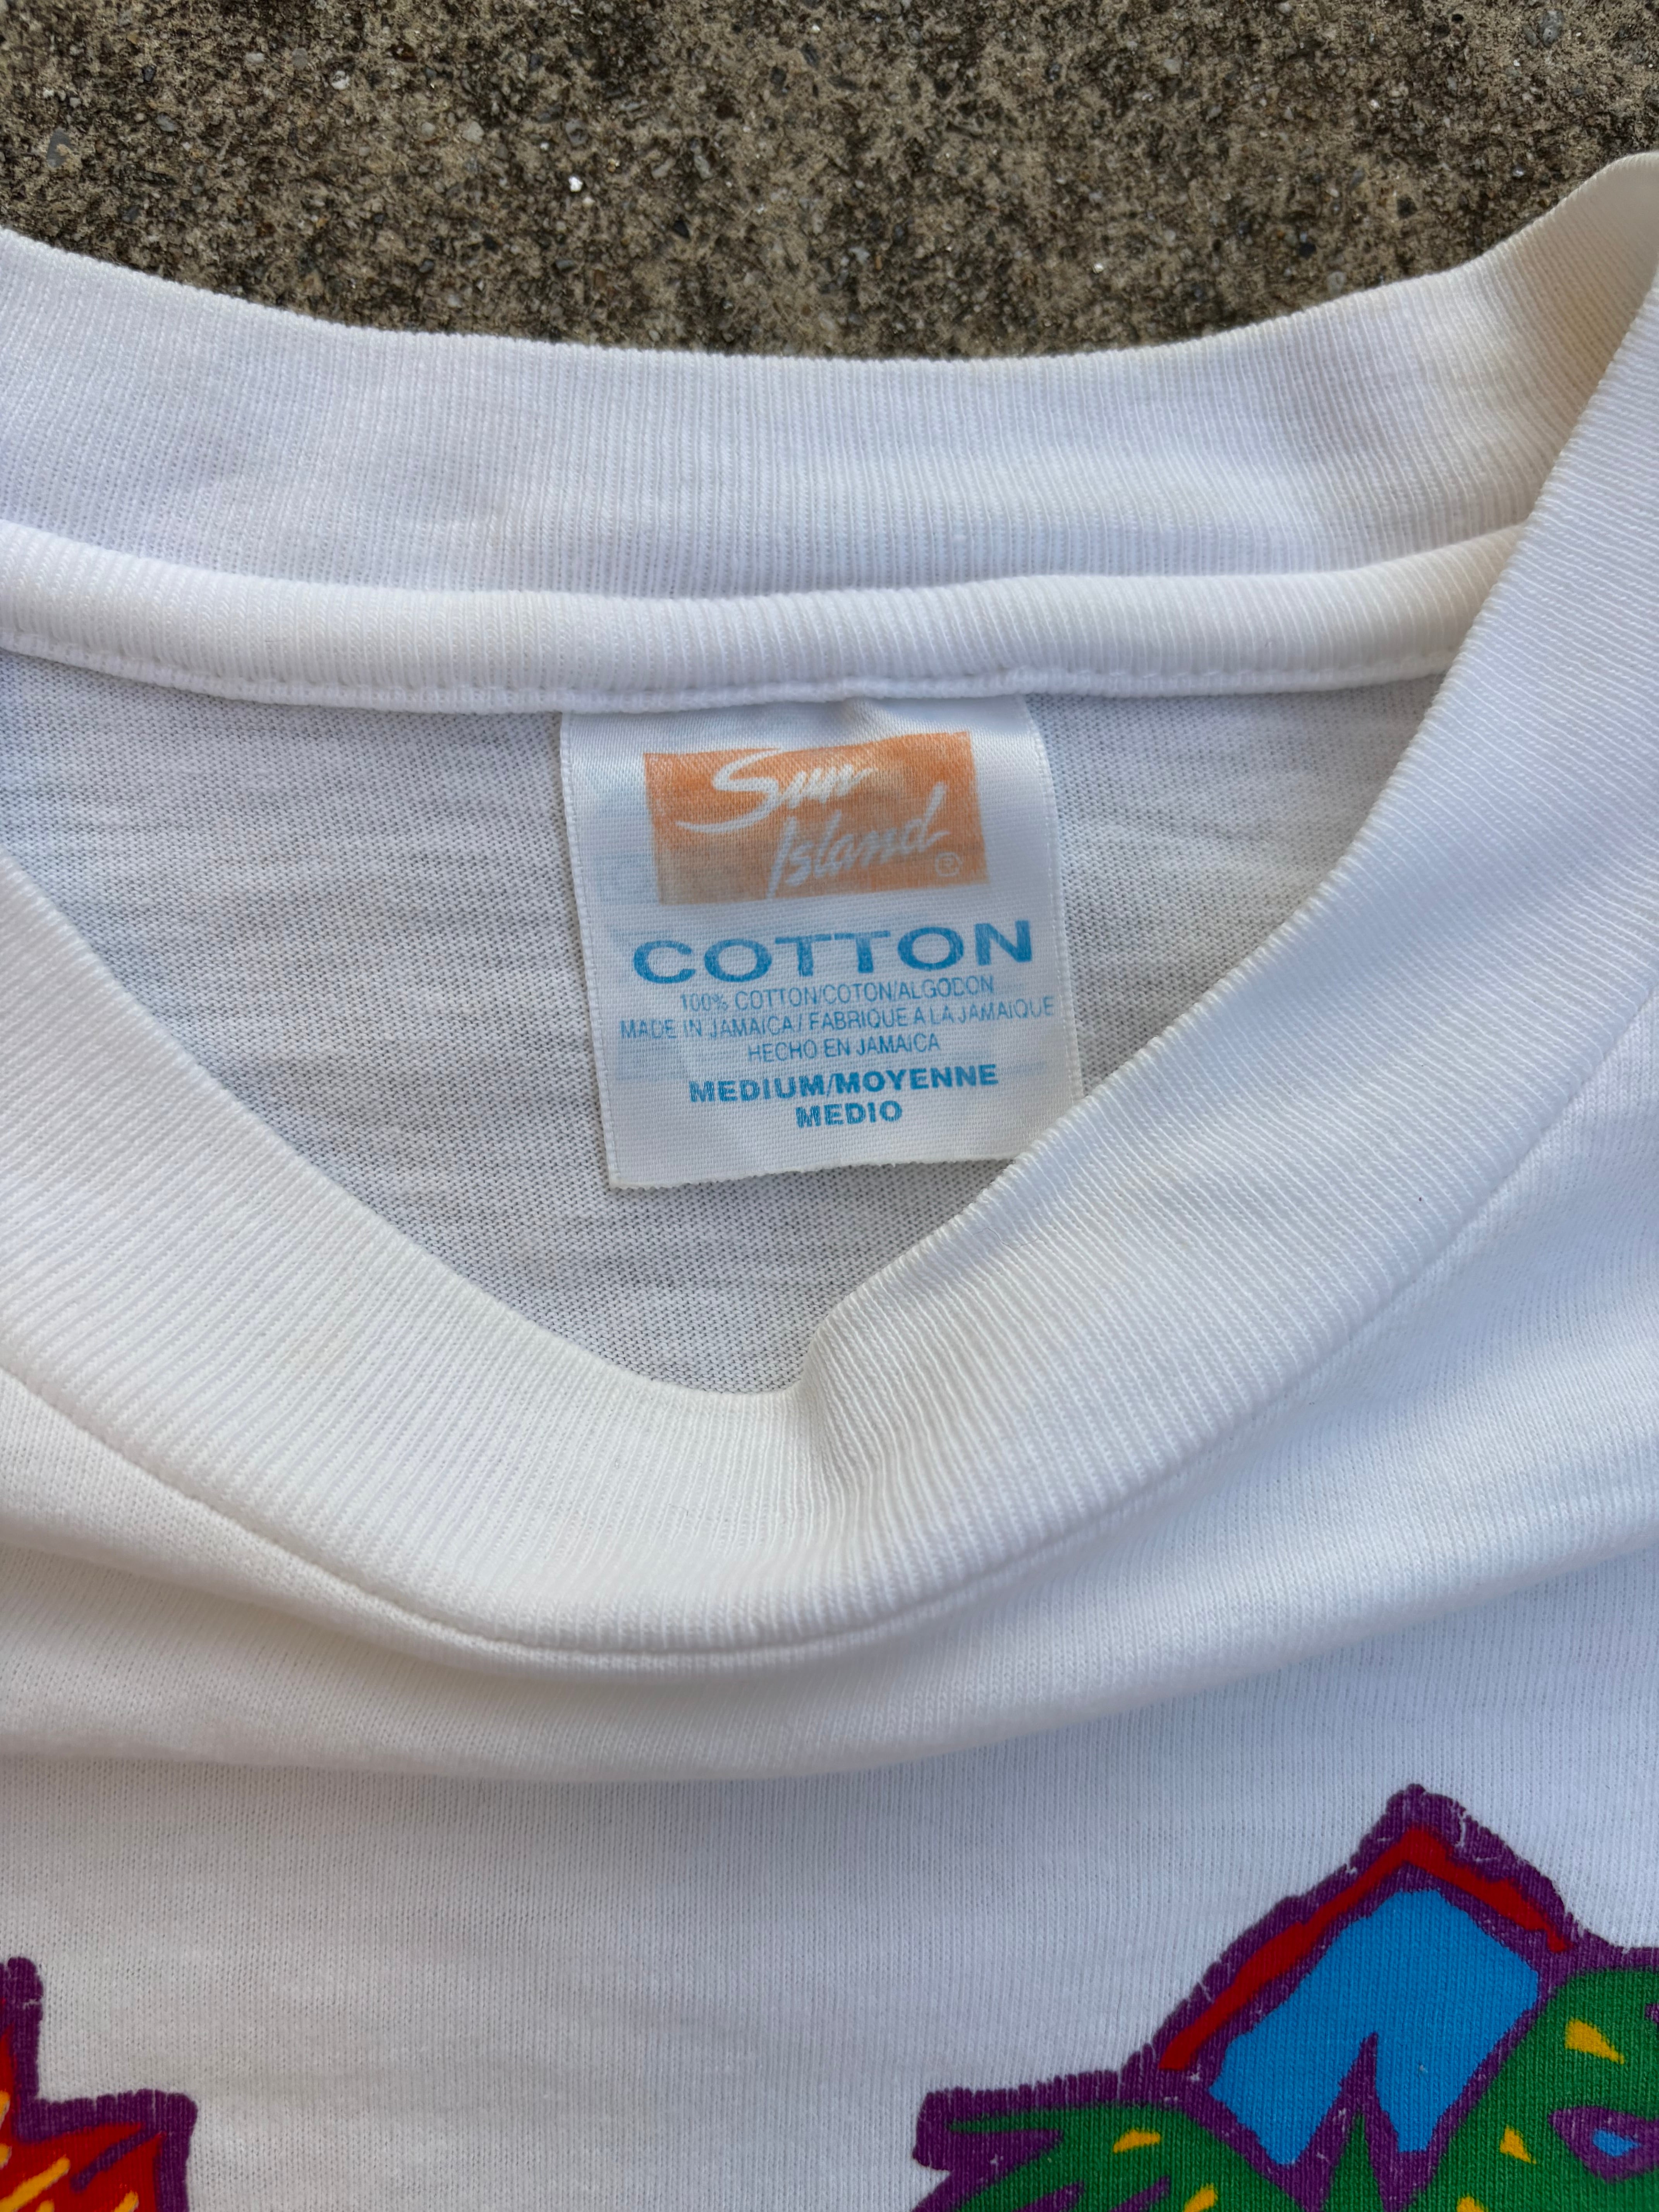 Sun
Island ®
COTTON
100% COTTON/COTON/ALGODON
MADE IN JAMAICA / FABRIQUE A LA JAMAIQUE
HECHO EN JAMAICA
MEDIUM/MOYENNE
MEDIO